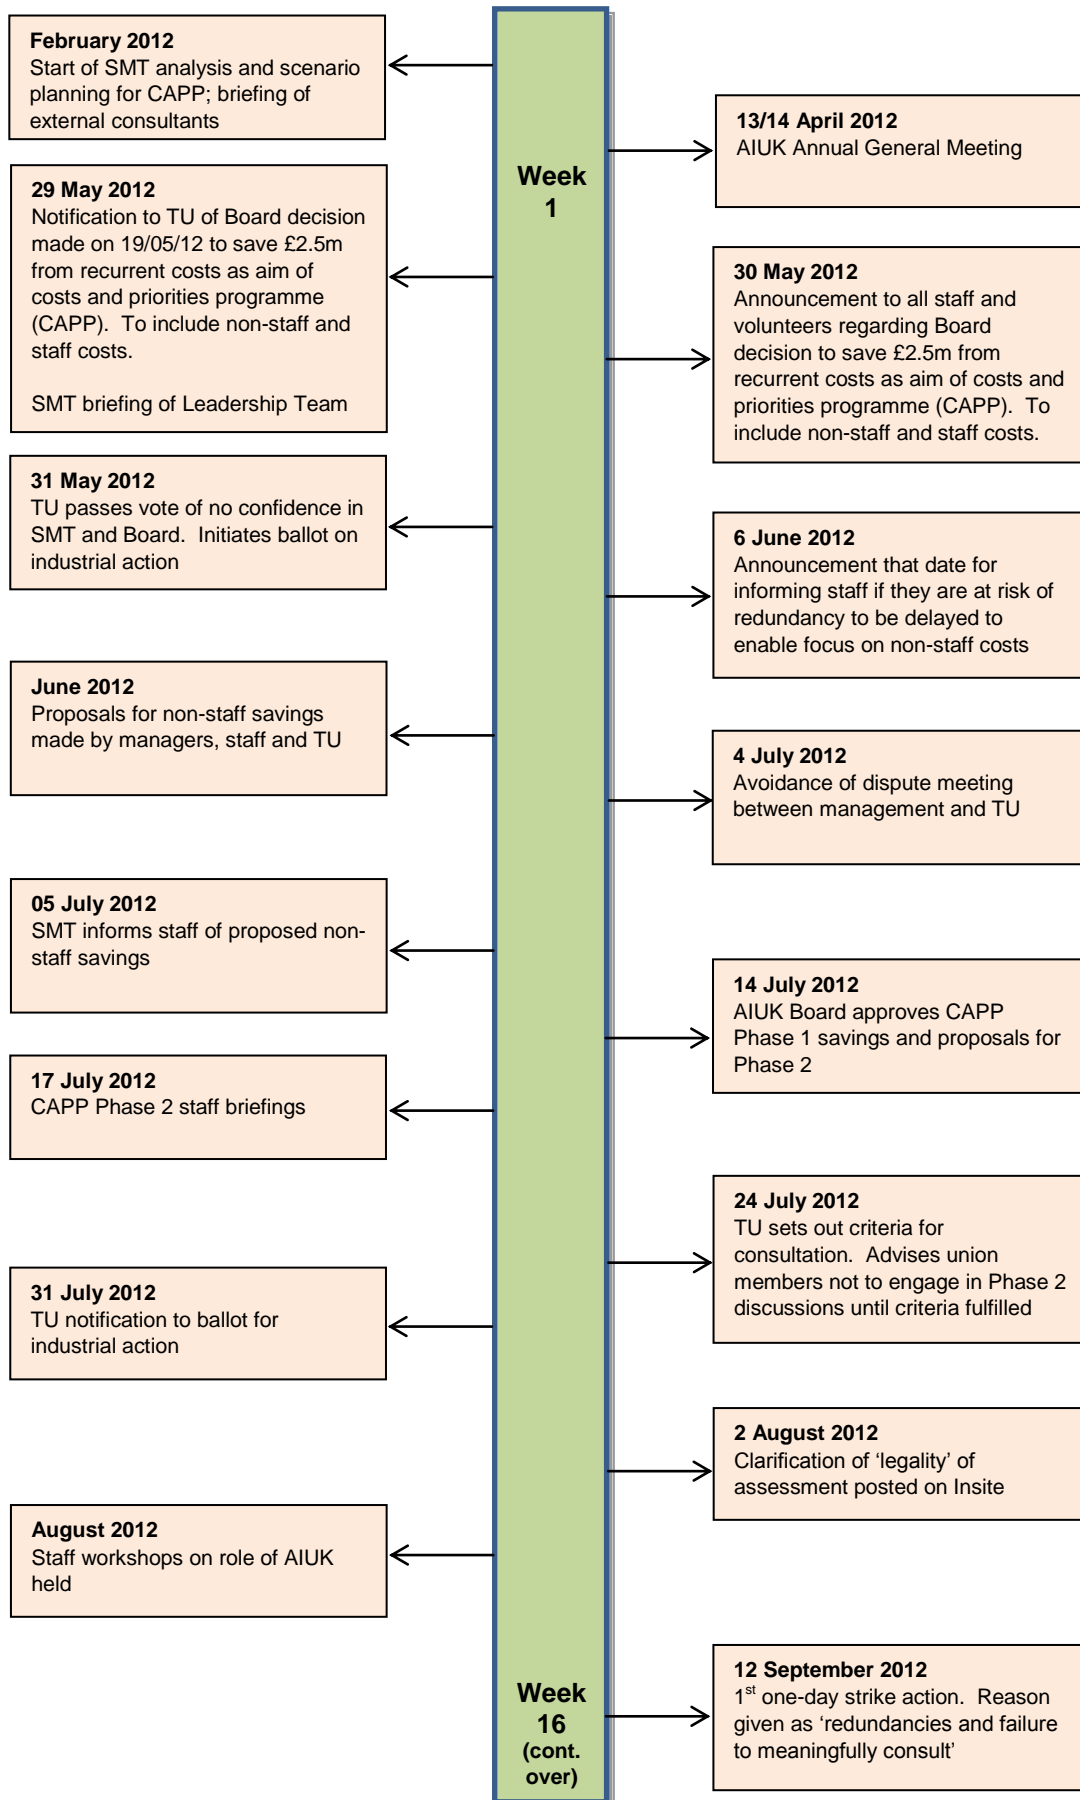 February 2012
Start of SMT analysis and scenario
planning for CAPP; briefing of
external consultants
13/14 April 2012
AIUK Annual General Meeting
Week
1
29 May 2012
Notification to TU of Board decision
made on 19/05/12 to save £2.5m
from recurrent costs as aim of
costs and priorities programme
(CAPP).  To include non-staff and
staff costs.
SMT briefing of Leadership Team
30 May 2012
Announcement to all staff and
volunteers regarding Board
decision to save £2.5m from
recurrent costs as aim of costs and
priorities programme (CAPP).  To
include non-staff and staff costs.
31 May 2012
TU passes vote of no confidence in
SMT and Board.  Initiates ballot on
industrial action
6 June 2012
Announcement that date for
informing staff if they are at risk of
redundancy to be delayed to
enable focus on non-staff costs
June 2012
Proposals for non-staff savings
made by managers, staff and TU
4 July 2012
Avoidance of dispute meeting
between management and TU
05 July 2012
SMT informs staff of proposed non-
staff savings
14 July 2012
AIUK Board approves CAPP
Phase 1 savings and proposals for
Phase 2
17 July 2012
CAPP Phase 2 staff briefings
24 July 2012
TU sets out criteria for
consultation.  Advises union
members not to engage in Phase 2
discussions until criteria fulfilled
31 July 2012
TU notification to ballot for
industrial action
2 August 2012
Clarification of ‘legality’ of
assessment posted on Insite
August 2012
Staff workshops on role of AIUK
held
12 September 2012
1st one-day strike action.  Reason
given as ‘redundancies and failure
to meaningfully consult’
Week
16
(cont.
over)